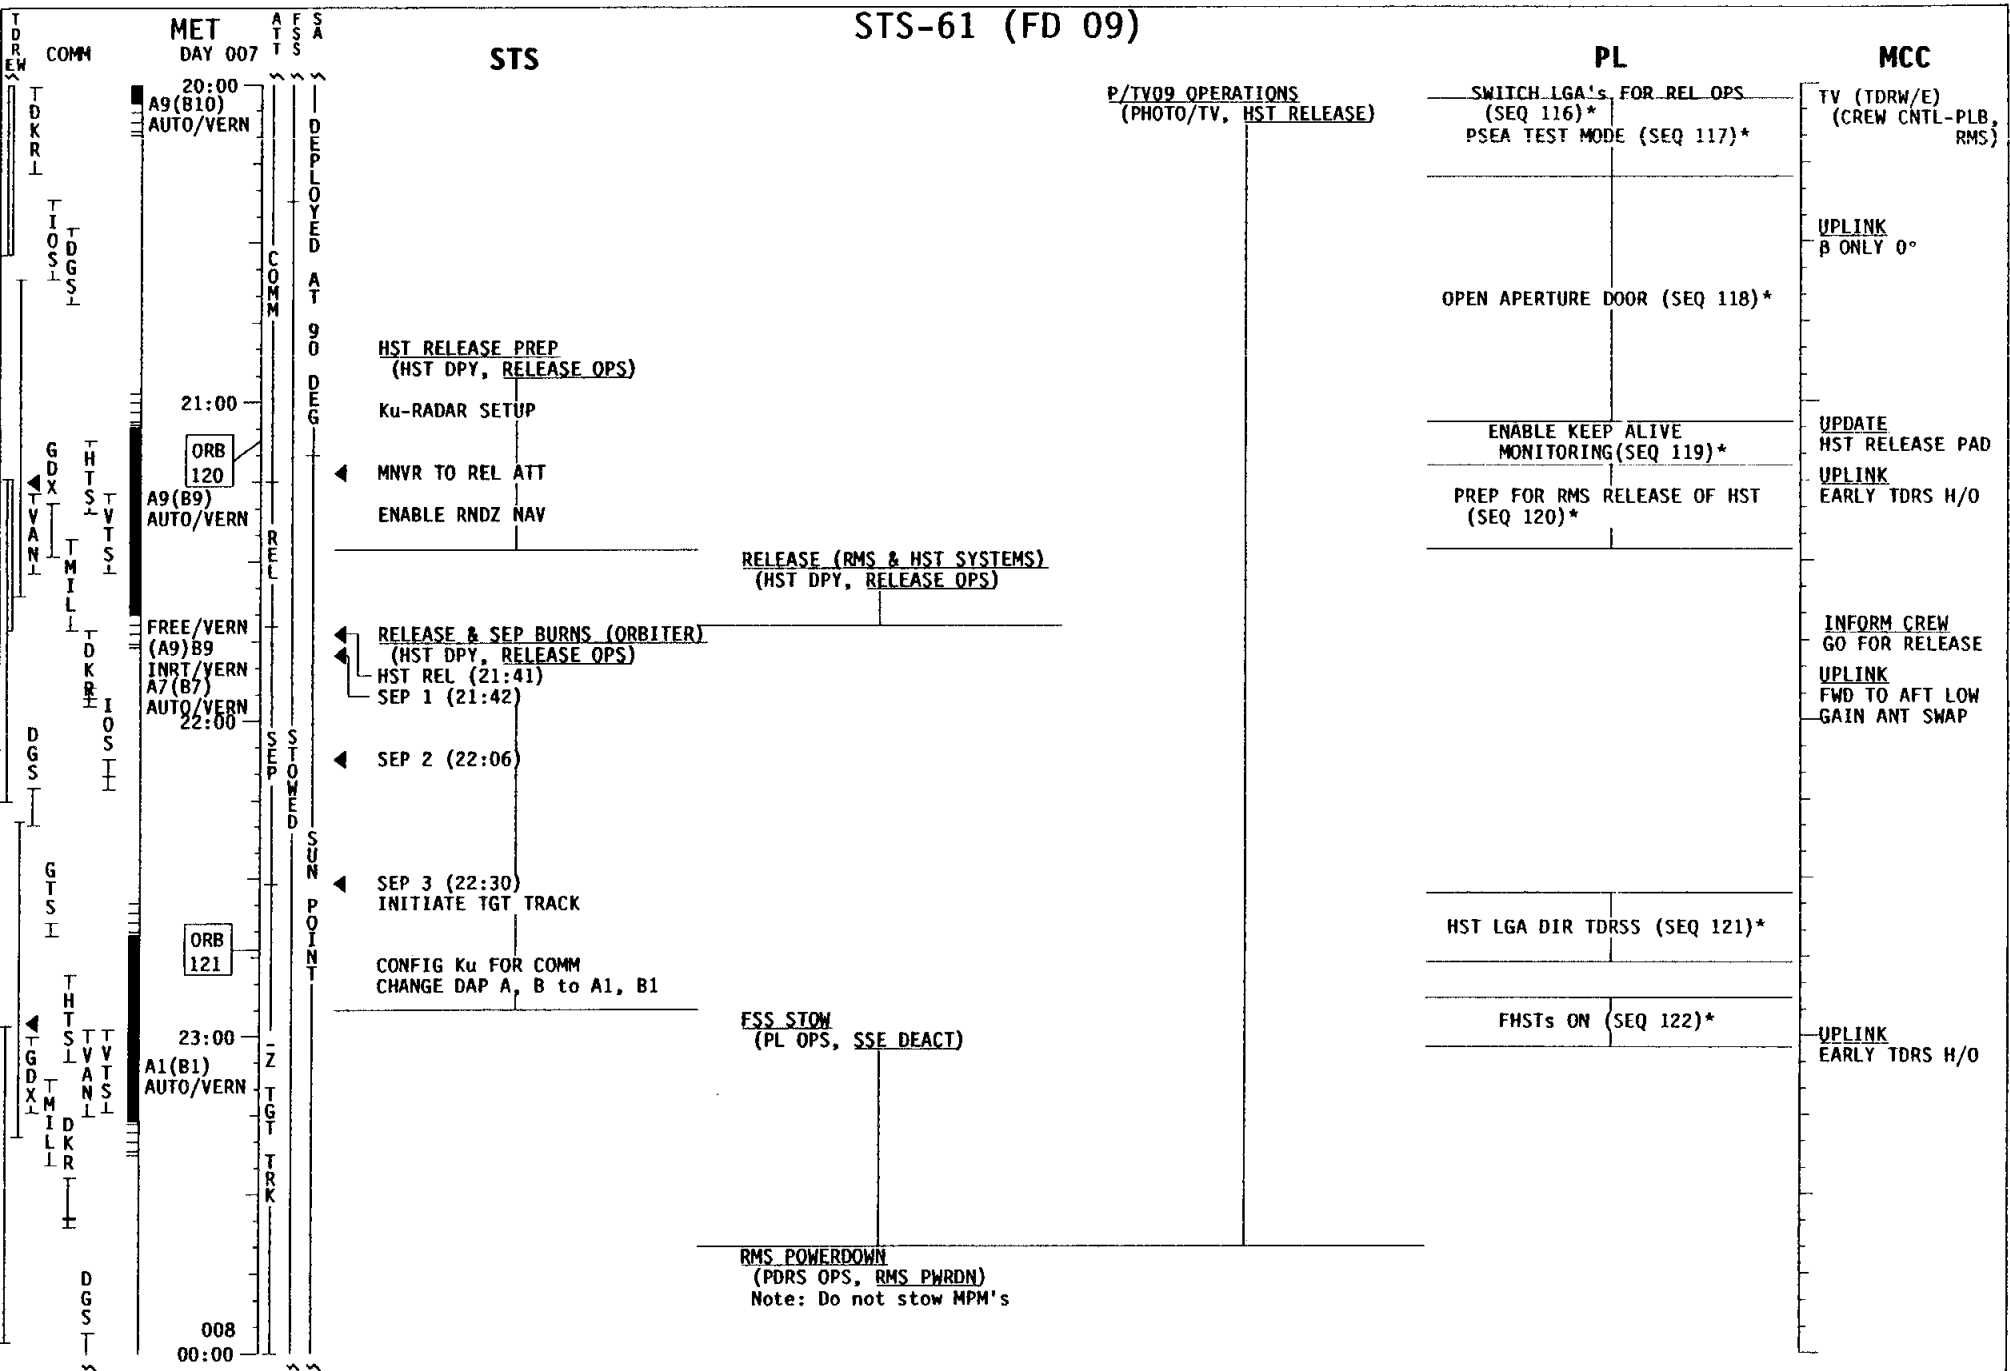 STS-61 (FD 09)
TDREW
COMM
MET
DAY 007
ATT
FSS
SA
STS
PL
MCC
20:00
A9(B10)
AUTO/VERN
21:00
ORB
120
A9(B9)
AUTO/VERN
FREE/VERN
(A9)B9
INRT/VERN
A7(B7)
AUTO/VERN
22:00
ORB
121
23:00
A1(B1)
AUTO/VERN
008
00:00
DKR
IOS
DGS
GDX
HTS
VAN
VTS
MIL
DKR
IOS
DGS
GTS
HTS
GDX
VAN
VTS
MIL
DKR
DGS
COMM
REL
SEP
-Z TGT TRK
STOWED
DEPLOYED AT 90 DEG
SUN POINT
HST RELEASE PREP
(HST DPY, RELEASE OPS)
Ku-RADAR SETUP
MNVR TO REL ATT
ENABLE RNDZ NAV
RELEASE & SEP BURNS (ORBITER)
(HST DPY, RELEASE OPS)
HST REL (21:41)
SEP 1 (21:42)
SEP 2 (22:06)
SEP 3 (22:30)
INITIATE TGT TRACK
CONFIG Ku FOR COMM
CHANGE DAP A, B to A1, B1
RELEASE (RMS & HST SYSTEMS)
(HST DPY, RELEASE OPS)
FSS STOW
(PL OPS, SSE DEACT)
RMS POWERDOWN
(PDRS OPS, RMS PWRDN)
Note: Do not stow MPM's
P/TV09 OPERATIONS
(PHOTO/TV, HST RELEASE)
SWITCH LGA's FOR REL OPS
(SEQ 116)*
PSEA TEST MODE (SEQ 117)*
OPEN APERTURE DOOR (SEQ 118)*
ENABLE KEEP ALIVE
MONITORING(SEQ 119)*
PREP FOR RMS RELEASE OF HST
(SEQ 120)*
HST LGA DIR TDRSS (SEQ 121)*
FHSTs ON (SEQ 122)*
TV (TDRW/E)
(CREW CNTL-PLB,
RMS)
UPLINK
β ONLY 0°
UPDATE
HST RELEASE PAD
UPLINK
EARLY TDRS H/O
INFORM CREW
GO FOR RELEASE
UPLINK
FWD TO AFT LOW
GAIN ANT SWAP
UPLINK
EARLY TDRS H/O